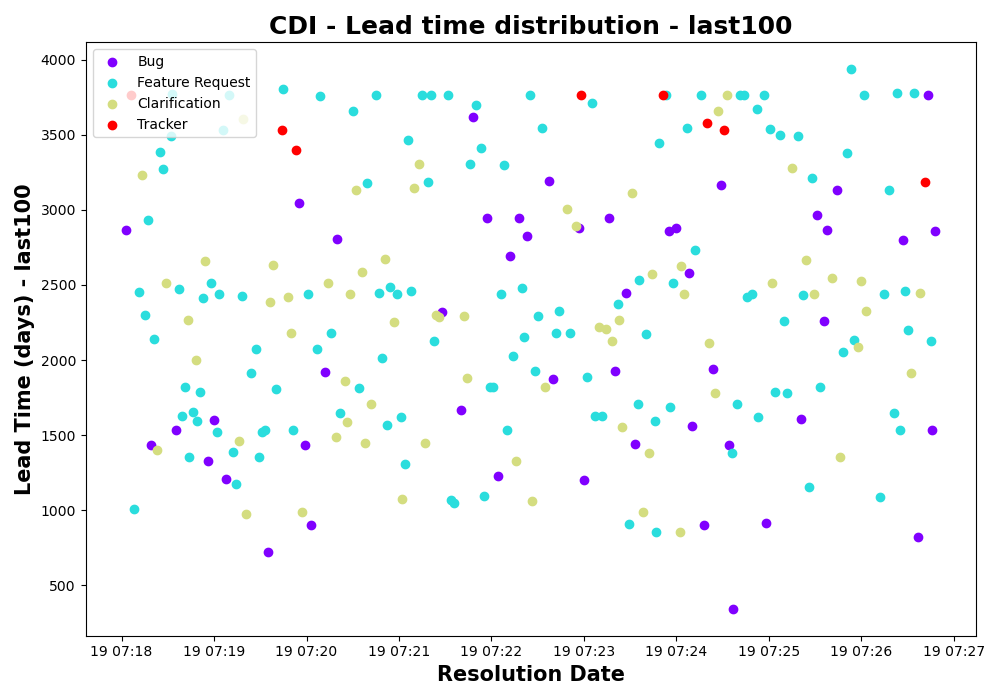 CDI - Lead time distribution - last100
Bug
Feature Request
Clarification
Tracker
Lead Time (days) - last100
4000
3500
3000
2500
2000
1500
1000
500
19 07:18 19 07:19 19 07:20 19 07:21 19 07:22 19 07:23 19 07:24 19 07:25 19 07:26 19 07:27
Resolution Date